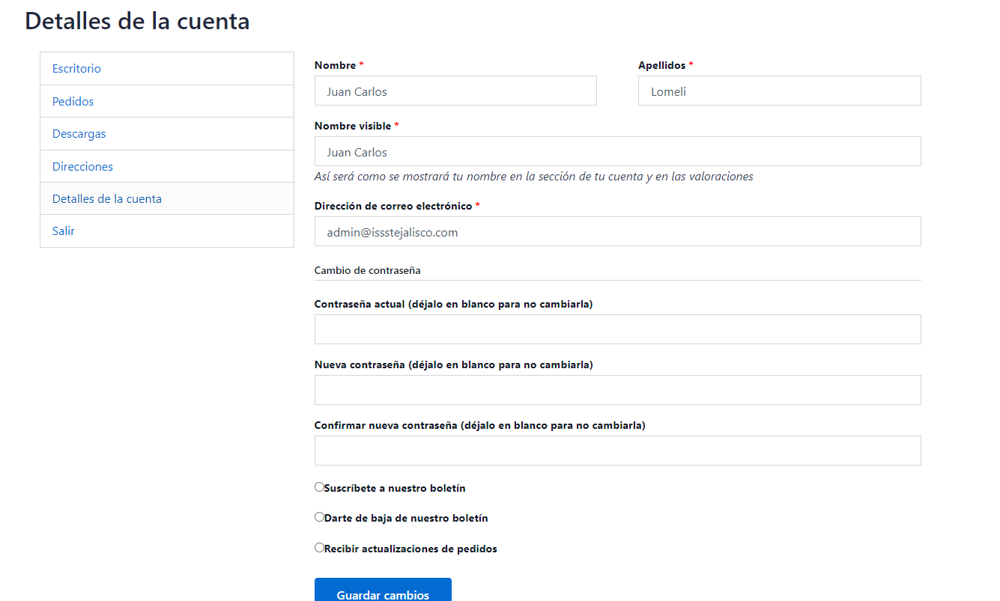 Detalles de la cuenta
Escritorio
Pedidos
Descargas
Direcciones
Detalles de la cuenta
Salir
Nombre *
Juan Carlos
Apellidos *
Lomeli
Nombre visible *
Juan Carlos
Así será como se mostrará tu nombre en la sección de tu cuenta y en las valoraciones
Dirección de correo electrónico *
admin@issstejalisco.com
Cambio de contraseña
Contraseña actual (déjalo en blanco para no cambiarla)
Nueva contraseña (déjalo en blanco para no cambiarla)
Confirmar nueva contraseña (déjalo en blanco para no cambiarla)
Suscríbete a nuestro boletín
Darte de baja de nuestro boletín
Recibir actualizaciones de pedidos
Guardar cambios